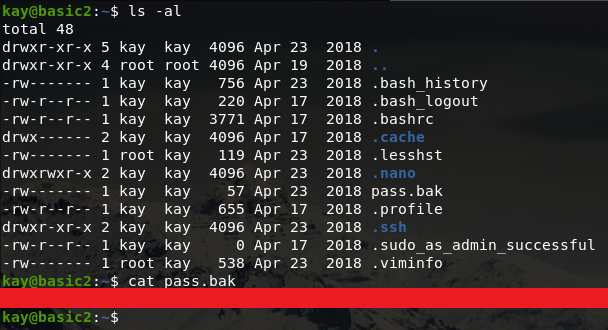 kay@basic2:~$ ls -al
total 48
drwxr-xr-x 5 kay  kay  4096 Apr 23  2018 .
drwxr-xr-x 4 root root 4096 Apr 19  2018 ..
-rw------- 1 kay  kay   756 Apr 23  2018 .bash_history
-rw-r--r-- 1 kay  kay   220 Apr 17  2018 .bash_logout
-rw-r--r-- 1 kay  kay  3771 Apr 17  2018 .bashrc
drwx------ 2 kay  kay  4096 Apr 17  2018 .cache
-rw------- 1 root kay   119 Apr 23  2018 .lesshst
drwxrwxr-x 2 kay  kay  4096 Apr 23  2018 .nano
-rw------- 1 kay  kay    57 Apr 23  2018 pass.bak
-rw-r--r-- 1 kay  kay   655 Apr 17  2018 .profile
drwxr-xr-x 2 kay  kay  4096 Apr 23  2018 .ssh
-rw-r--r-- 1 kay  kay     0 Apr 17  2018 .sudo_as_admin_successful
-rw------- 1 root kay   538 Apr 23  2018 .viminfo
kay@basic2:~$ cat pass.bak
kay@basic2:~$